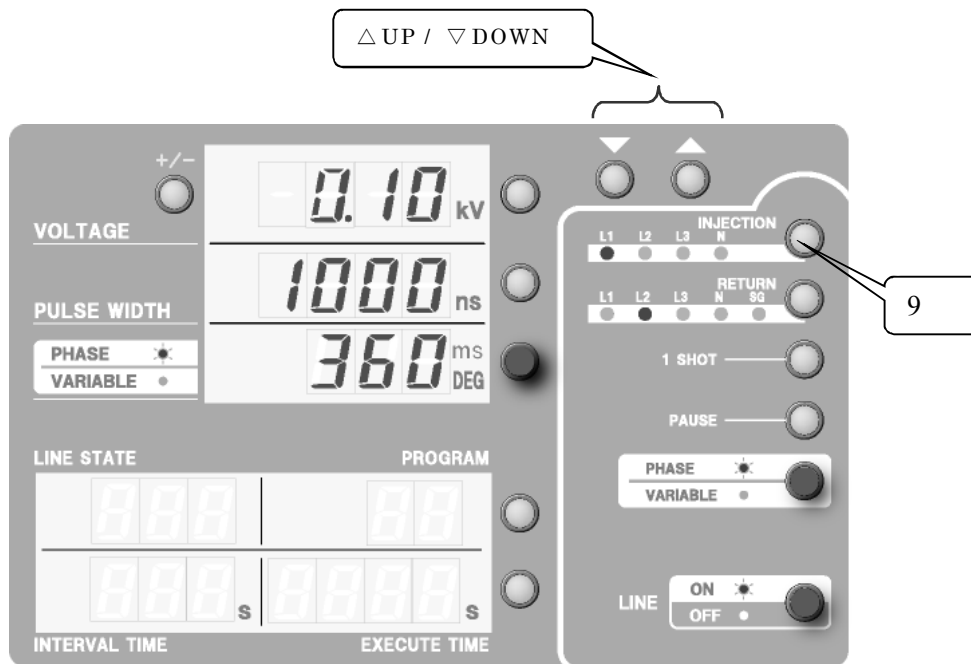 △UP / ▽DOWN
+/−
VOLTAGE
0.10 kV
PULSE WIDTH
1000 ns
PHASE
VARIABLE
360 ms
DEG
INJECTION
L1 L2 L3 N
RETURN
L1 L2 L3 N SG
9
1 SHOT
PAUSE
PHASE
VARIABLE
LINE
ON
OFF
LINE STATE
PROGRAM
s
s
INTERVAL TIME
EXECUTE TIME